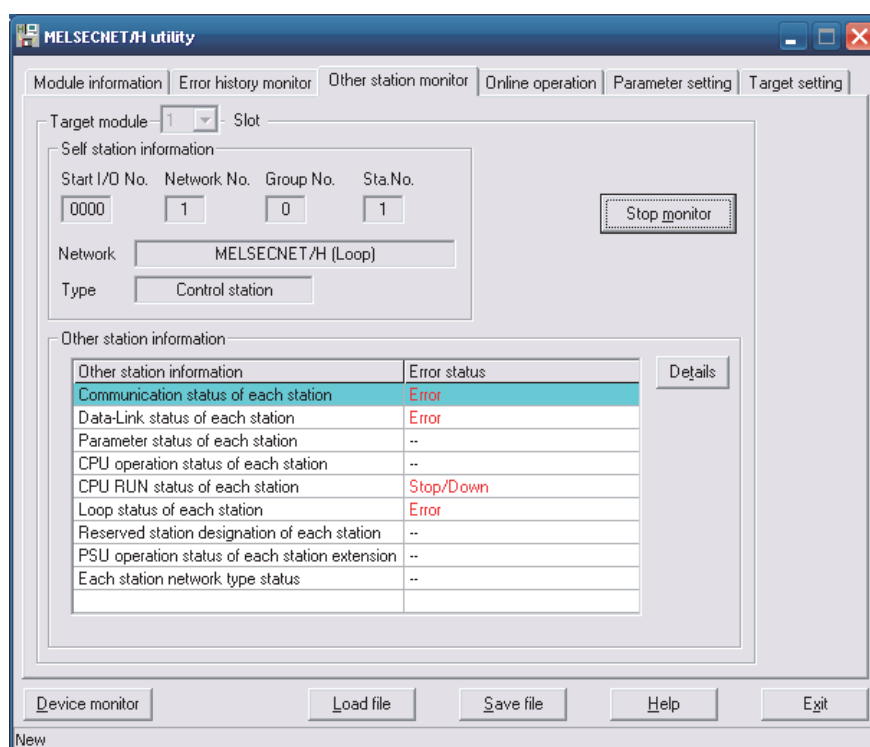 MELSECNET/H utility
Module information Error history monitor Other station monitor Online operation Parameter setting Target setting
Target module 1 Slot
Self station information
Start I/O No. Network No. Group No. Sta.No.
0000 1 0 1
Stop monitor
Network MELSECNET/H (Loop)
Type Control station
Other station information
Other station information Error status
Details
Communication status of each station Error
Data-Link status of each station Error
Parameter status of each station --
CPU operation status of each station --
CPU RUN status of each station Stop/Down
Loop status of each station Error
Reserved station designation of each station --
PSU operation status of each station extension --
Each station network type status --
Device monitor Load file Save file Help Exit
New